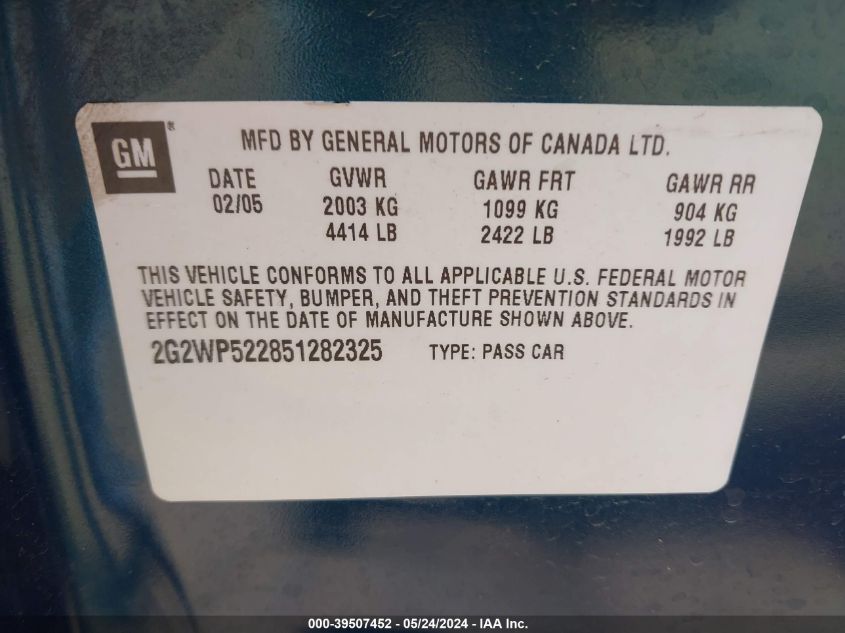 GM®
MFD BY GENERAL MOTORS OF CANADA LTD.
DATE GVWR GAWR FRT GAWR RR
02/05 2003 KG 1099 KG 904 KG
4414 LB 2422 LB 1992 LB
THIS VEHICLE CONFORMS TO ALL APPLICABLE U.S. FEDERAL MOTOR
VEHICLE SAFETY, BUMPER, AND THEFT PREVENTION STANDARDS IN
EFFECT ON THE DATE OF MANUFACTURE SHOWN ABOVE.
2G2WP522851282325 TYPE: PASS CAR
000-39507452 - 05/24/2024 - IAA Inc.